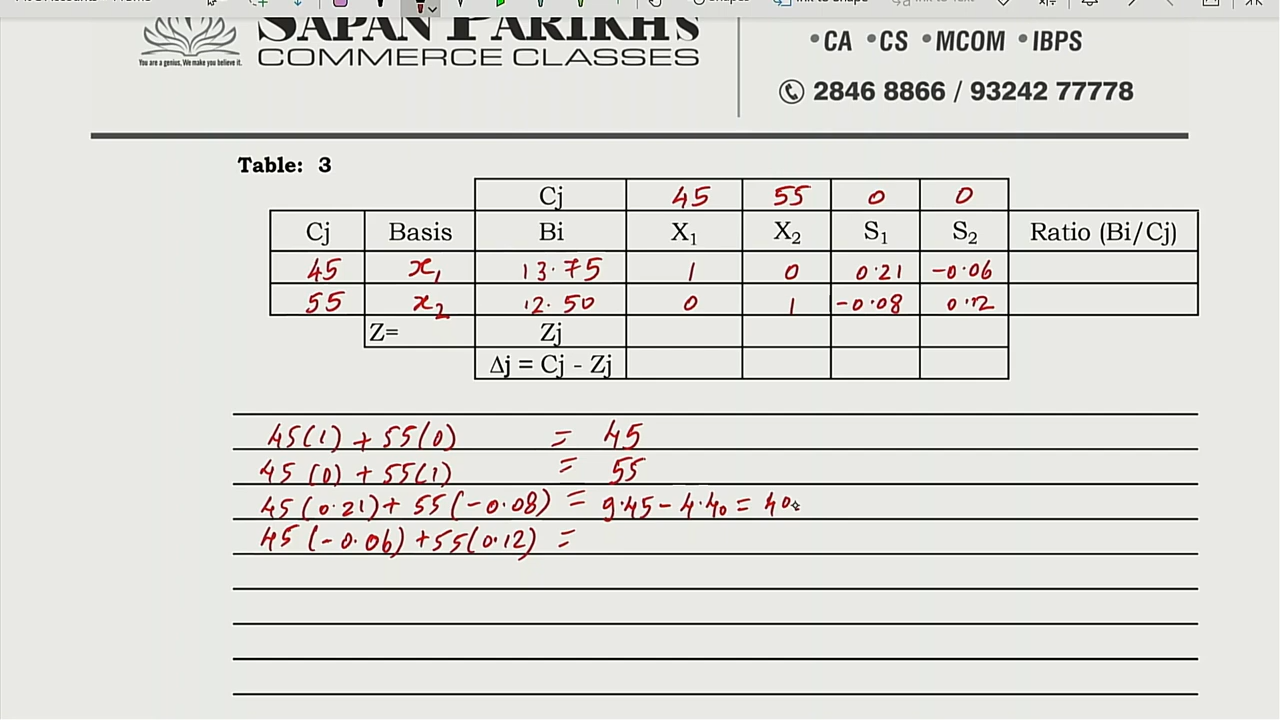 SAPAN PARIKH'S
COMMERCE CLASSES
You are a genius, We make you believe it.
•CA •CS •MCOM •IBPS
2846 8866 / 93242 77778
Table: 3
Cj 45 55 0 0
Cj Basis Bi X₁ X₂ S₁ S₂ Ratio (Bi/Cj)
45 x₁ 13.75 1 0 0.21 -0.06
55 x₂ 12.50 0 1 -0.08 0.12
Z= Zj
Δj = Cj - Zj
45(1) + 55(0) = 45
45(0) + 55(1) = 55
45(0.21) + 55(-0.08) = 9.45 - 4.40 = 40
45(-0.06) + 55(0.12) =